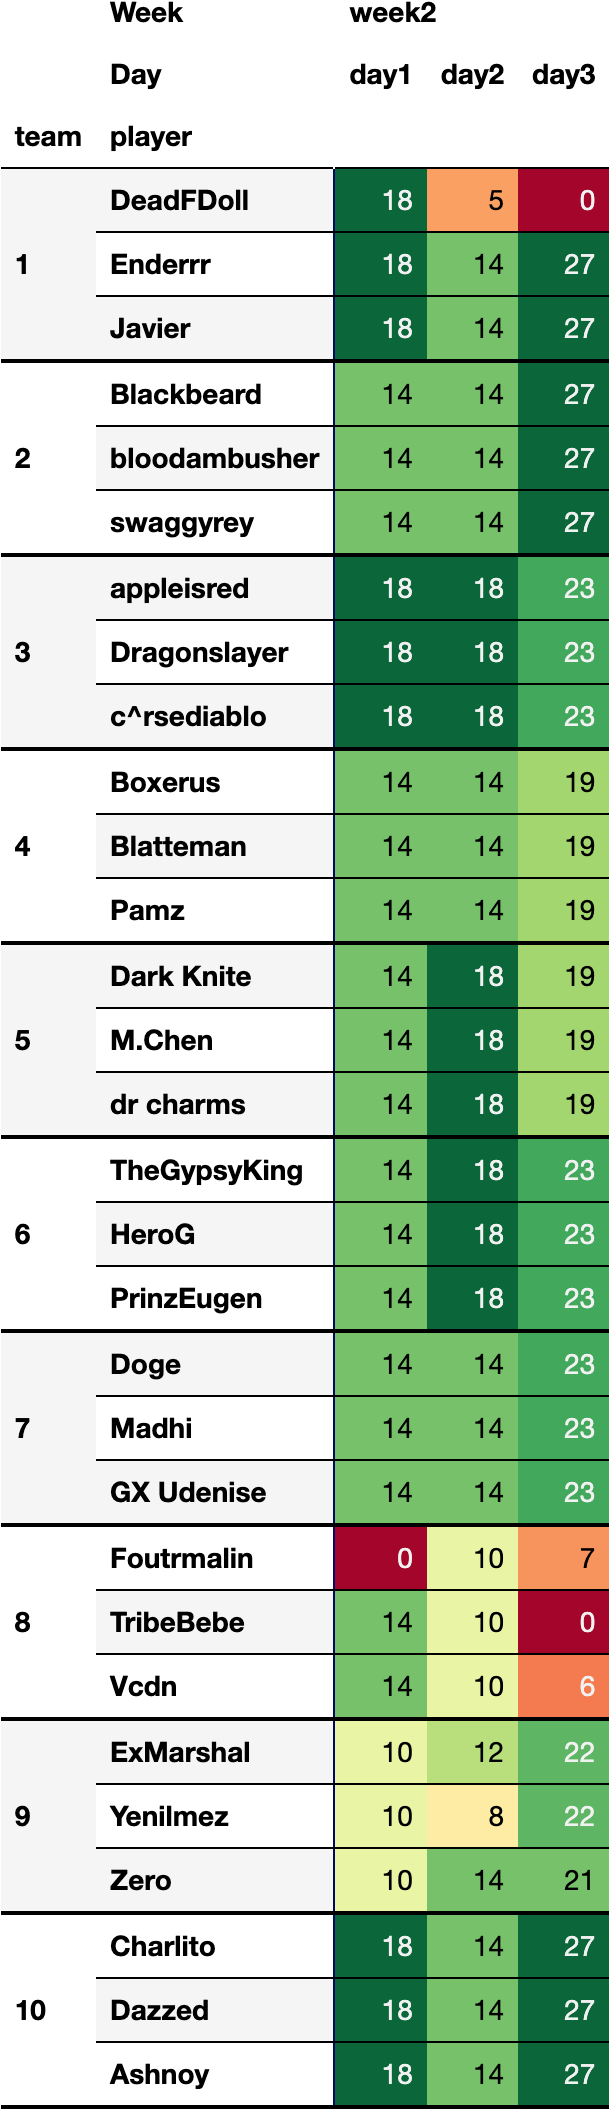 Week week2
Day day1 day2 day3
team player
DeadFDoll 18 5 0
1 Enderrr 18 14 27
Javier 18 14 27
Blackbeard 14 14 27
2 bloodambusher 14 14 27
swaggyrey 14 14 27
appleisred 18 18 23
3 Dragonslayer 18 18 23
c^rsediablo 18 18 23
Boxerus 14 14 19
4 Blatteman 14 14 19
Pamz 14 14 19
Dark Knite 14 18 19
5 M.Chen 14 18 19
dr charms 14 18 19
TheGypsyKing 14 18 23
6 HeroG 14 18 23
PrinzEugen 14 18 23
Doge 14 14 23
7 Madhi 14 14 23
GX Udenise 14 14 23
Foutrmalin 0 10 7
8 TribeBebe 14 10 0
Vcdn 14 10 6
ExMarshal 10 12 22
9 Yenilmez 10 8 22
Zero 10 14 21
Charlito 18 14 27
10 Dazzed 18 14 27
Ashnoy 18 14 27